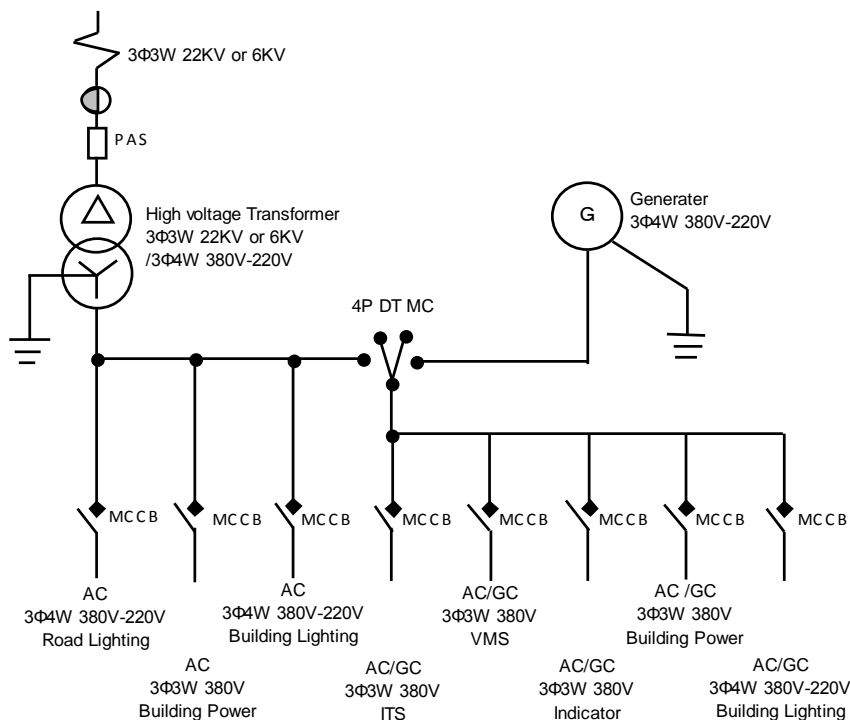 3Φ3W 22KV or 6KV
PAS
High voltage Transformer
3Φ3W 22KV or 6KV
/3Φ4W 380V-220V
Generater
3Φ4W 380V-220V
G
4P DT MC
MCCB
MCCB
MCCB
MCCB
MCCB
MCCB
MCCB
MCCB
AC
3Φ4W 380V-220V
Road Lighting
AC
3Φ3W 380V
Building Power
AC
3Φ4W 380V-220V
Building Lighting
AC/GC
3Φ3W 380V
ITS
AC/GC
3Φ3W 380V
VMS
AC/GC
3Φ3W 380V
Indicator
AC /GC
3Φ3W 380V
Building Power
AC/GC
3Φ4W 380V-220V
Building Lighting